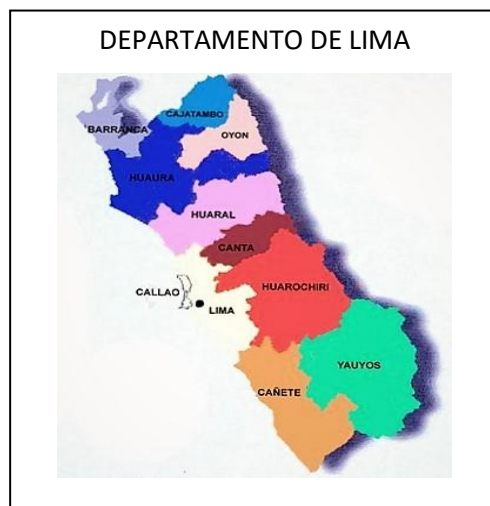 DEPARTAMENTO DE LIMA
CAJATAMBO
BARRANCA
OYON
HUAURA
HUARAL
CANTA
HUAROCHIRI
CALLAO
LIMA
YAUYOS
CAÑETE